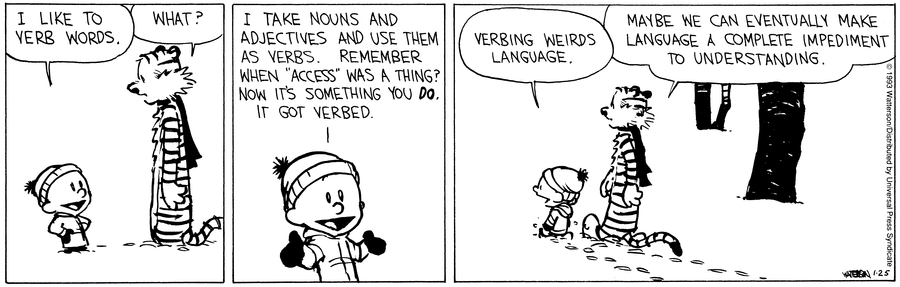 I LIKE TO
VERB WORDS.
WHAT?
I TAKE NOUNS AND
ADJECTIVES AND USE THEM
AS VERBS. REMEMBER
WHEN "ACCESS" WAS A THING?
NOW IT'S SOMETHING YOU DO.
IT GOT VERBED.
VERBING WEIRDS
LANGUAGE.
MAYBE WE CAN EVENTUALLY MAKE
LANGUAGE A COMPLETE IMPEDIMENT
TO UNDERSTANDING.
© 1993 Watterson/Distributed by Universal Press Syndicate
WATTERSON 1-25